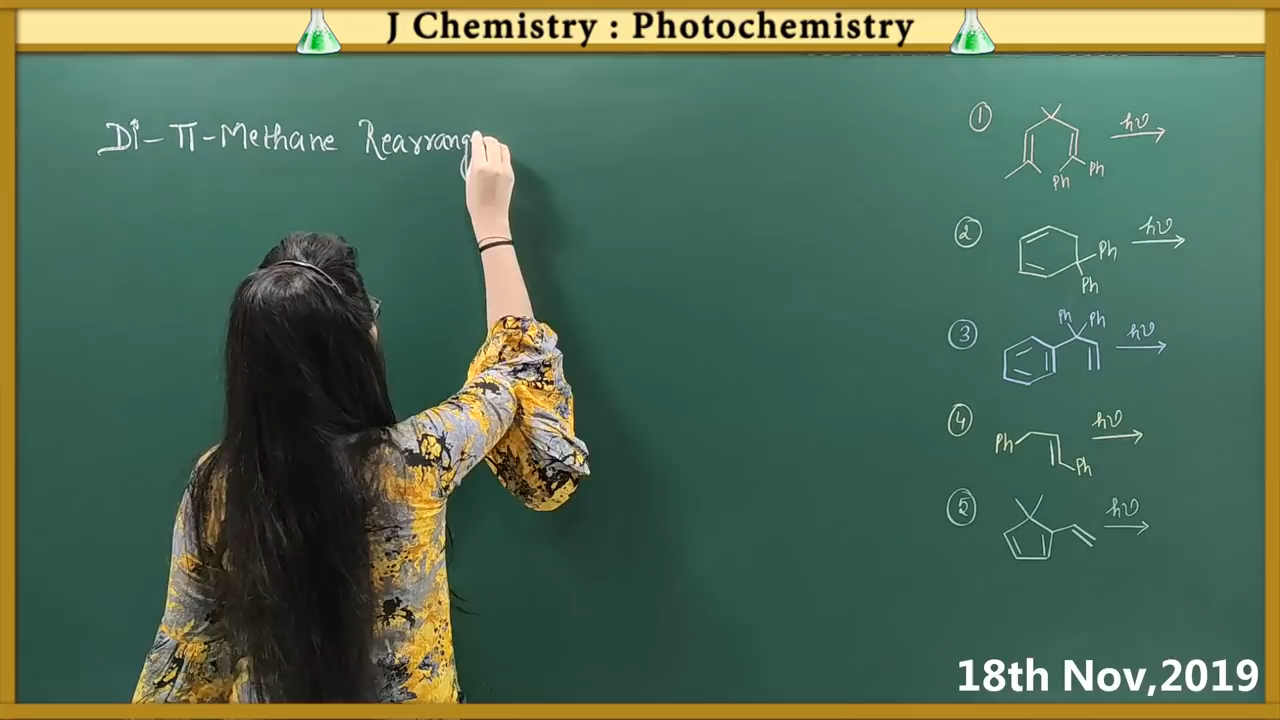 J Chemistry : Photochemistry
Di-π-Methane Rearrang
① hν
Ph Ph
② hν
Ph
Ph
③ Ph Ph hν
④ Ph hν
Ph
⑤ hν
18th Nov,2019